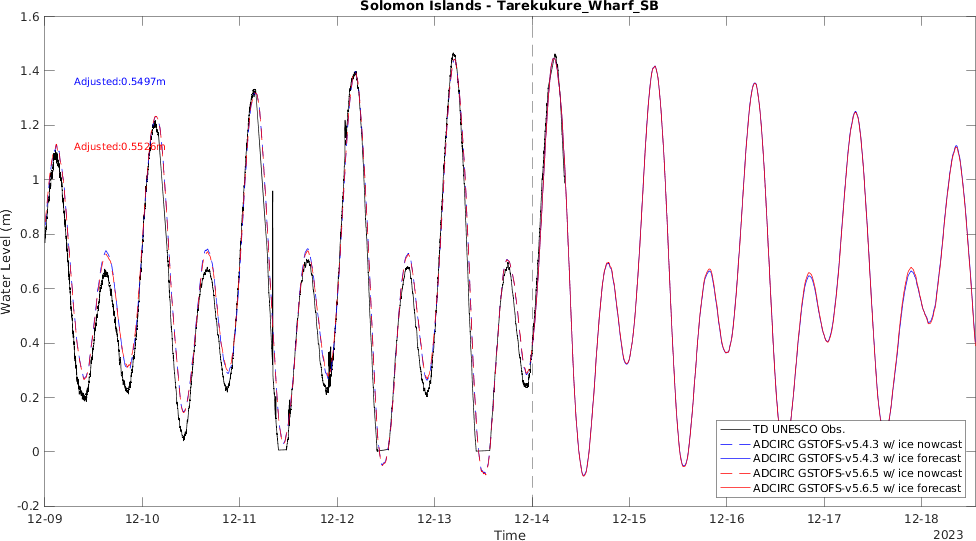 Solomon Islands - Tarekukure_Wharf_SB
1.6
1.4
1.2
1
0.8
0.6
0.4
0.2
0
-0.2
Water Level (m)
Adjusted:0.5497m
Adjusted:0.5526m
TD UNESCO Obs.
ADCIRC GSTOFS-v5.4.3 w/ ice nowcast
ADCIRC GSTOFS-v5.4.3 w/ ice forecast
ADCIRC GSTOFS-v5.6.5 w/ ice nowcast
ADCIRC GSTOFS-v5.6.5 w/ ice forecast
12-09 12-10 12-11 12-12 12-13 12-14 12-15 12-16 12-17 12-18
Time
2023